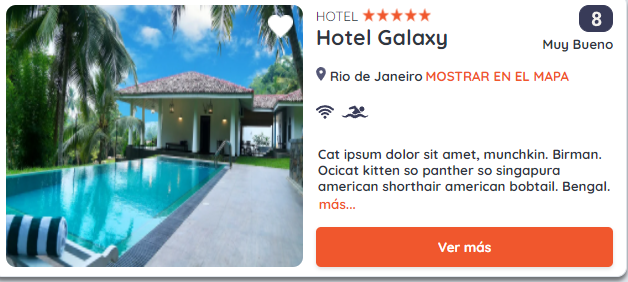 HOTEL ★★★★★
8
Hotel Galaxy
Muy Bueno
Rio de Janeiro MOSTRAR EN EL MAPA
Cat ipsum dolor sit amet, munchkin. Birman.
Ocicat kitten so panther so singapura
american shorthair american bobtail. Bengal.
más...
Ver más